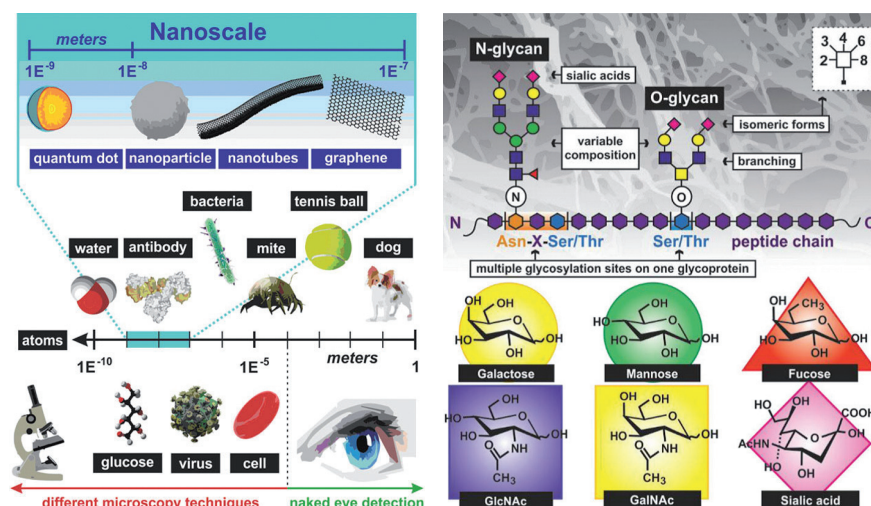 Nanoscale
meters
1E-9
1E-8
1E-7
quantum dot
nanoparticle
nanotubes
graphene
bacteria
tennis ball
water
antibody
mite
dog
atoms
1E-10
1E-5
meters
1
glucose
virus
cell
different microscopy techniques
naked eye detection
N-glycan
sialic acids
O-glycan
3 4 6
2 8
isomeric forms
variable
composition
branching
N
O
N
C
Asn-X-Ser/Thr
Ser/Thr
peptide chain
multiple glycosylation sites on one glycoprotein
OH
OH
O
HO
OH
OH
Galactose
OH
OH
O
HO
HO
OH
Mannose
CH3
OH
O
HO
OH
OH
Fucose
OH
O
HO
HO
OH
NH
O
CH3
GlcNAc
OH
OH
O
HO
OH
NH
O
CH3
GalNAc
HO
OH
COOH
O
OH
AcHN
HO
OH
Sialic acid